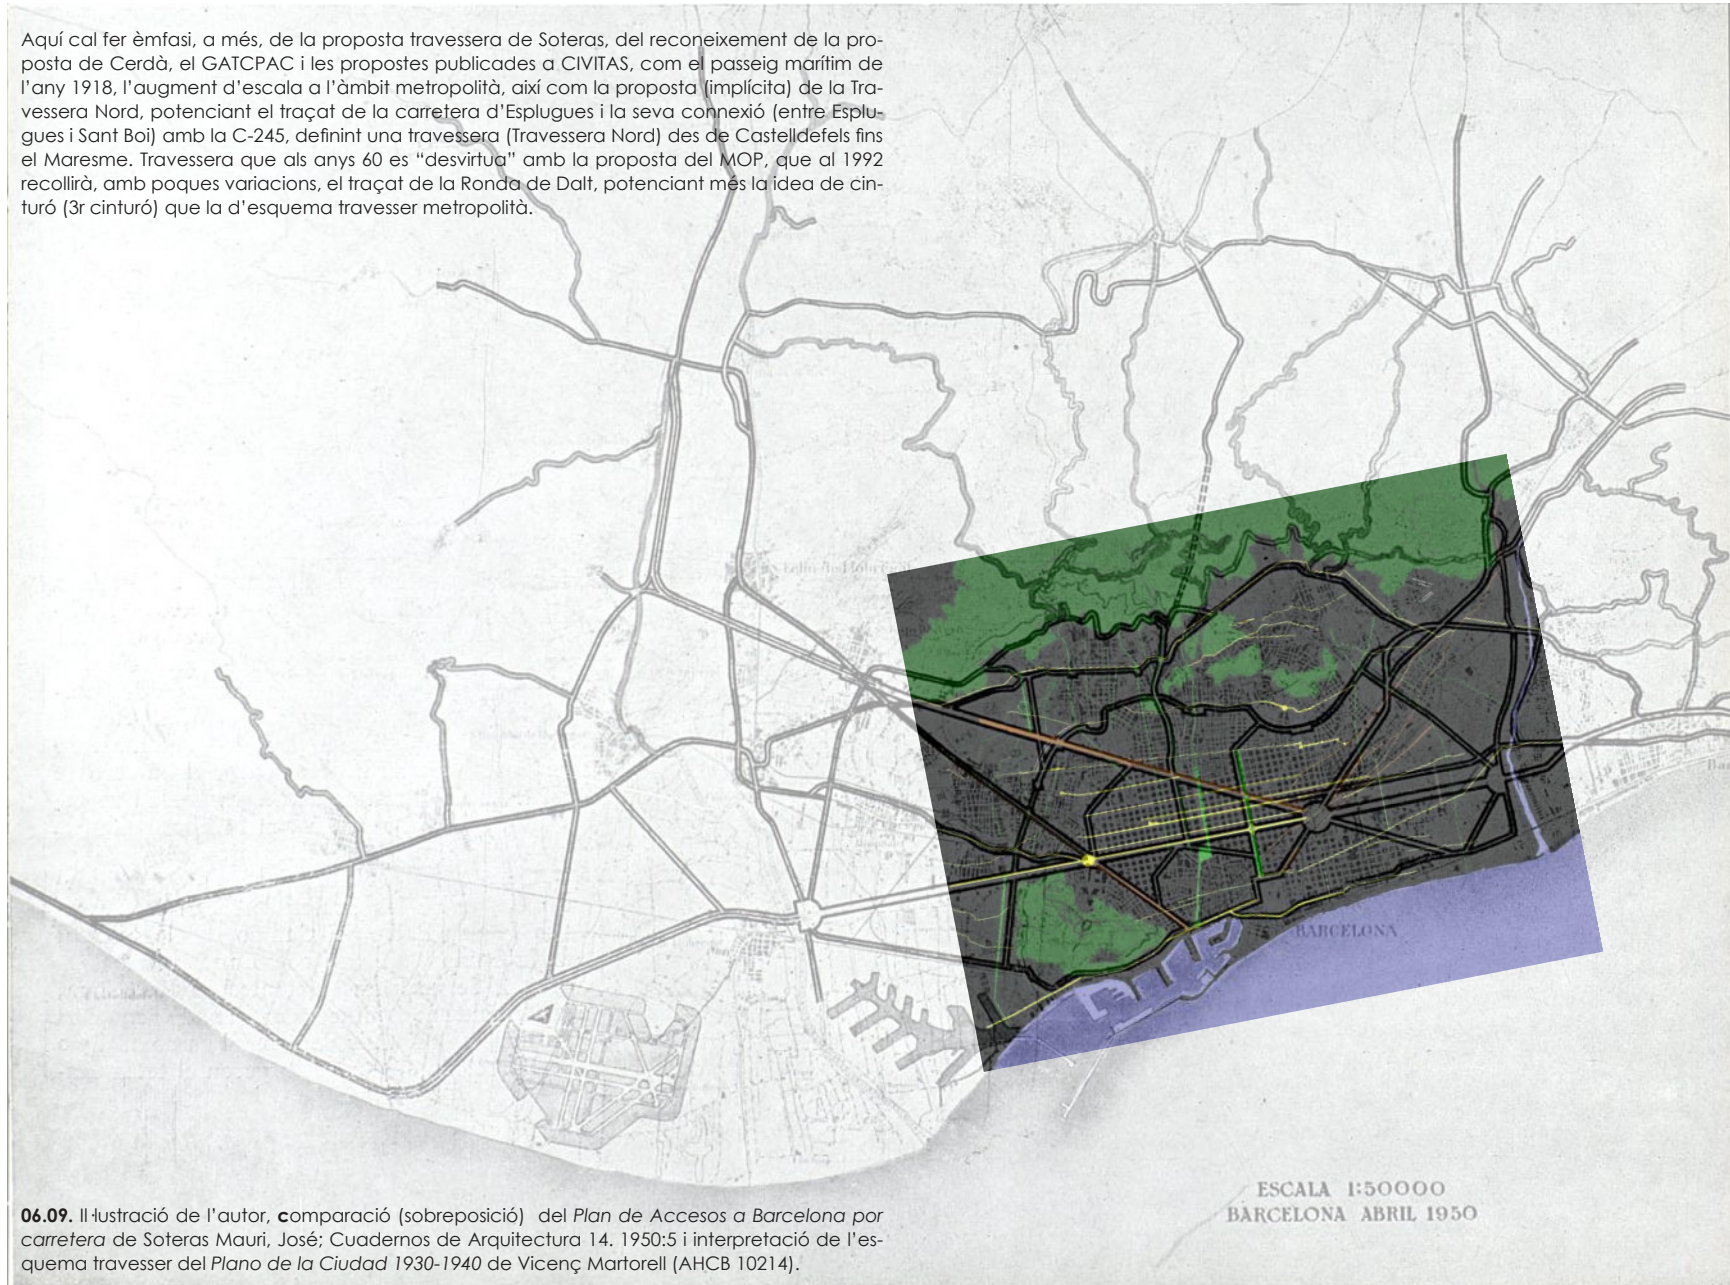 Aquí cal fer èmfasi, a més, de la proposta travessera de Soteras, del reconeixement de la pro-
posta de Cerdà, el GATCPAC i les propostes publicades a CIVITAS, com el passeig marítim de
l'any 1918, l'augment d'escala a l'àmbit metropolità, així com la proposta (implícita) de la Tra-
vessera Nord, potenciant el traçat de la carretera d'Esplugues i la seva connexió (entre Esplu-
gues i Sant Boi) amb la C-245, definint una travessera (Travessera Nord) des de Castelldefels fins
el Maresme. Travessera que als anys 60 es “desvirtua” amb la proposta del MOP, que al 1992
recollirà, amb poques variacions, el traçat de la Ronda de Dalt, potenciant més la idea de cin-
turó (3r cinturó) que la d'esquema travesser metropolità.
BARCELONA
ESCALA 1:50000
BARCELONA ABRIL 1950
06.09. Il·lustració de l'autor, comparació (sobreposició) del Plan de Accesos a Barcelona por
carretera de Soteras Mauri, José; Cuadernos de Arquitectura 14. 1950:5 i interpretació de l'es-
quema travesser del Plano de la Ciudad 1930-1940 de Vicenç Martorell (AHCB 10214).